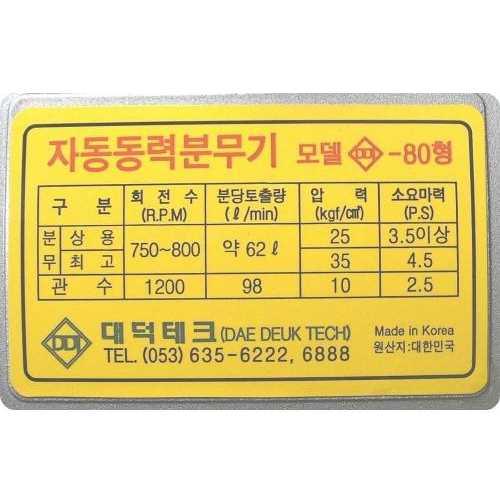 자동동력분무기 모델 DDT -80형
구 분 회 전 수 (R.P.M) 분당토출량 (ℓ/min) 압 력 (kgf/㎠) 소요마력 (P.S)
분무 상 용 750~800 약 62ℓ 25 3.5이상
최 고 35 4.5
관 수 1200 98 10 2.5
DDT 대덕테크 (DAE DEUK TECH) Made in Korea
TEL. (053) 635-6222, 6888 원산지:대한민국